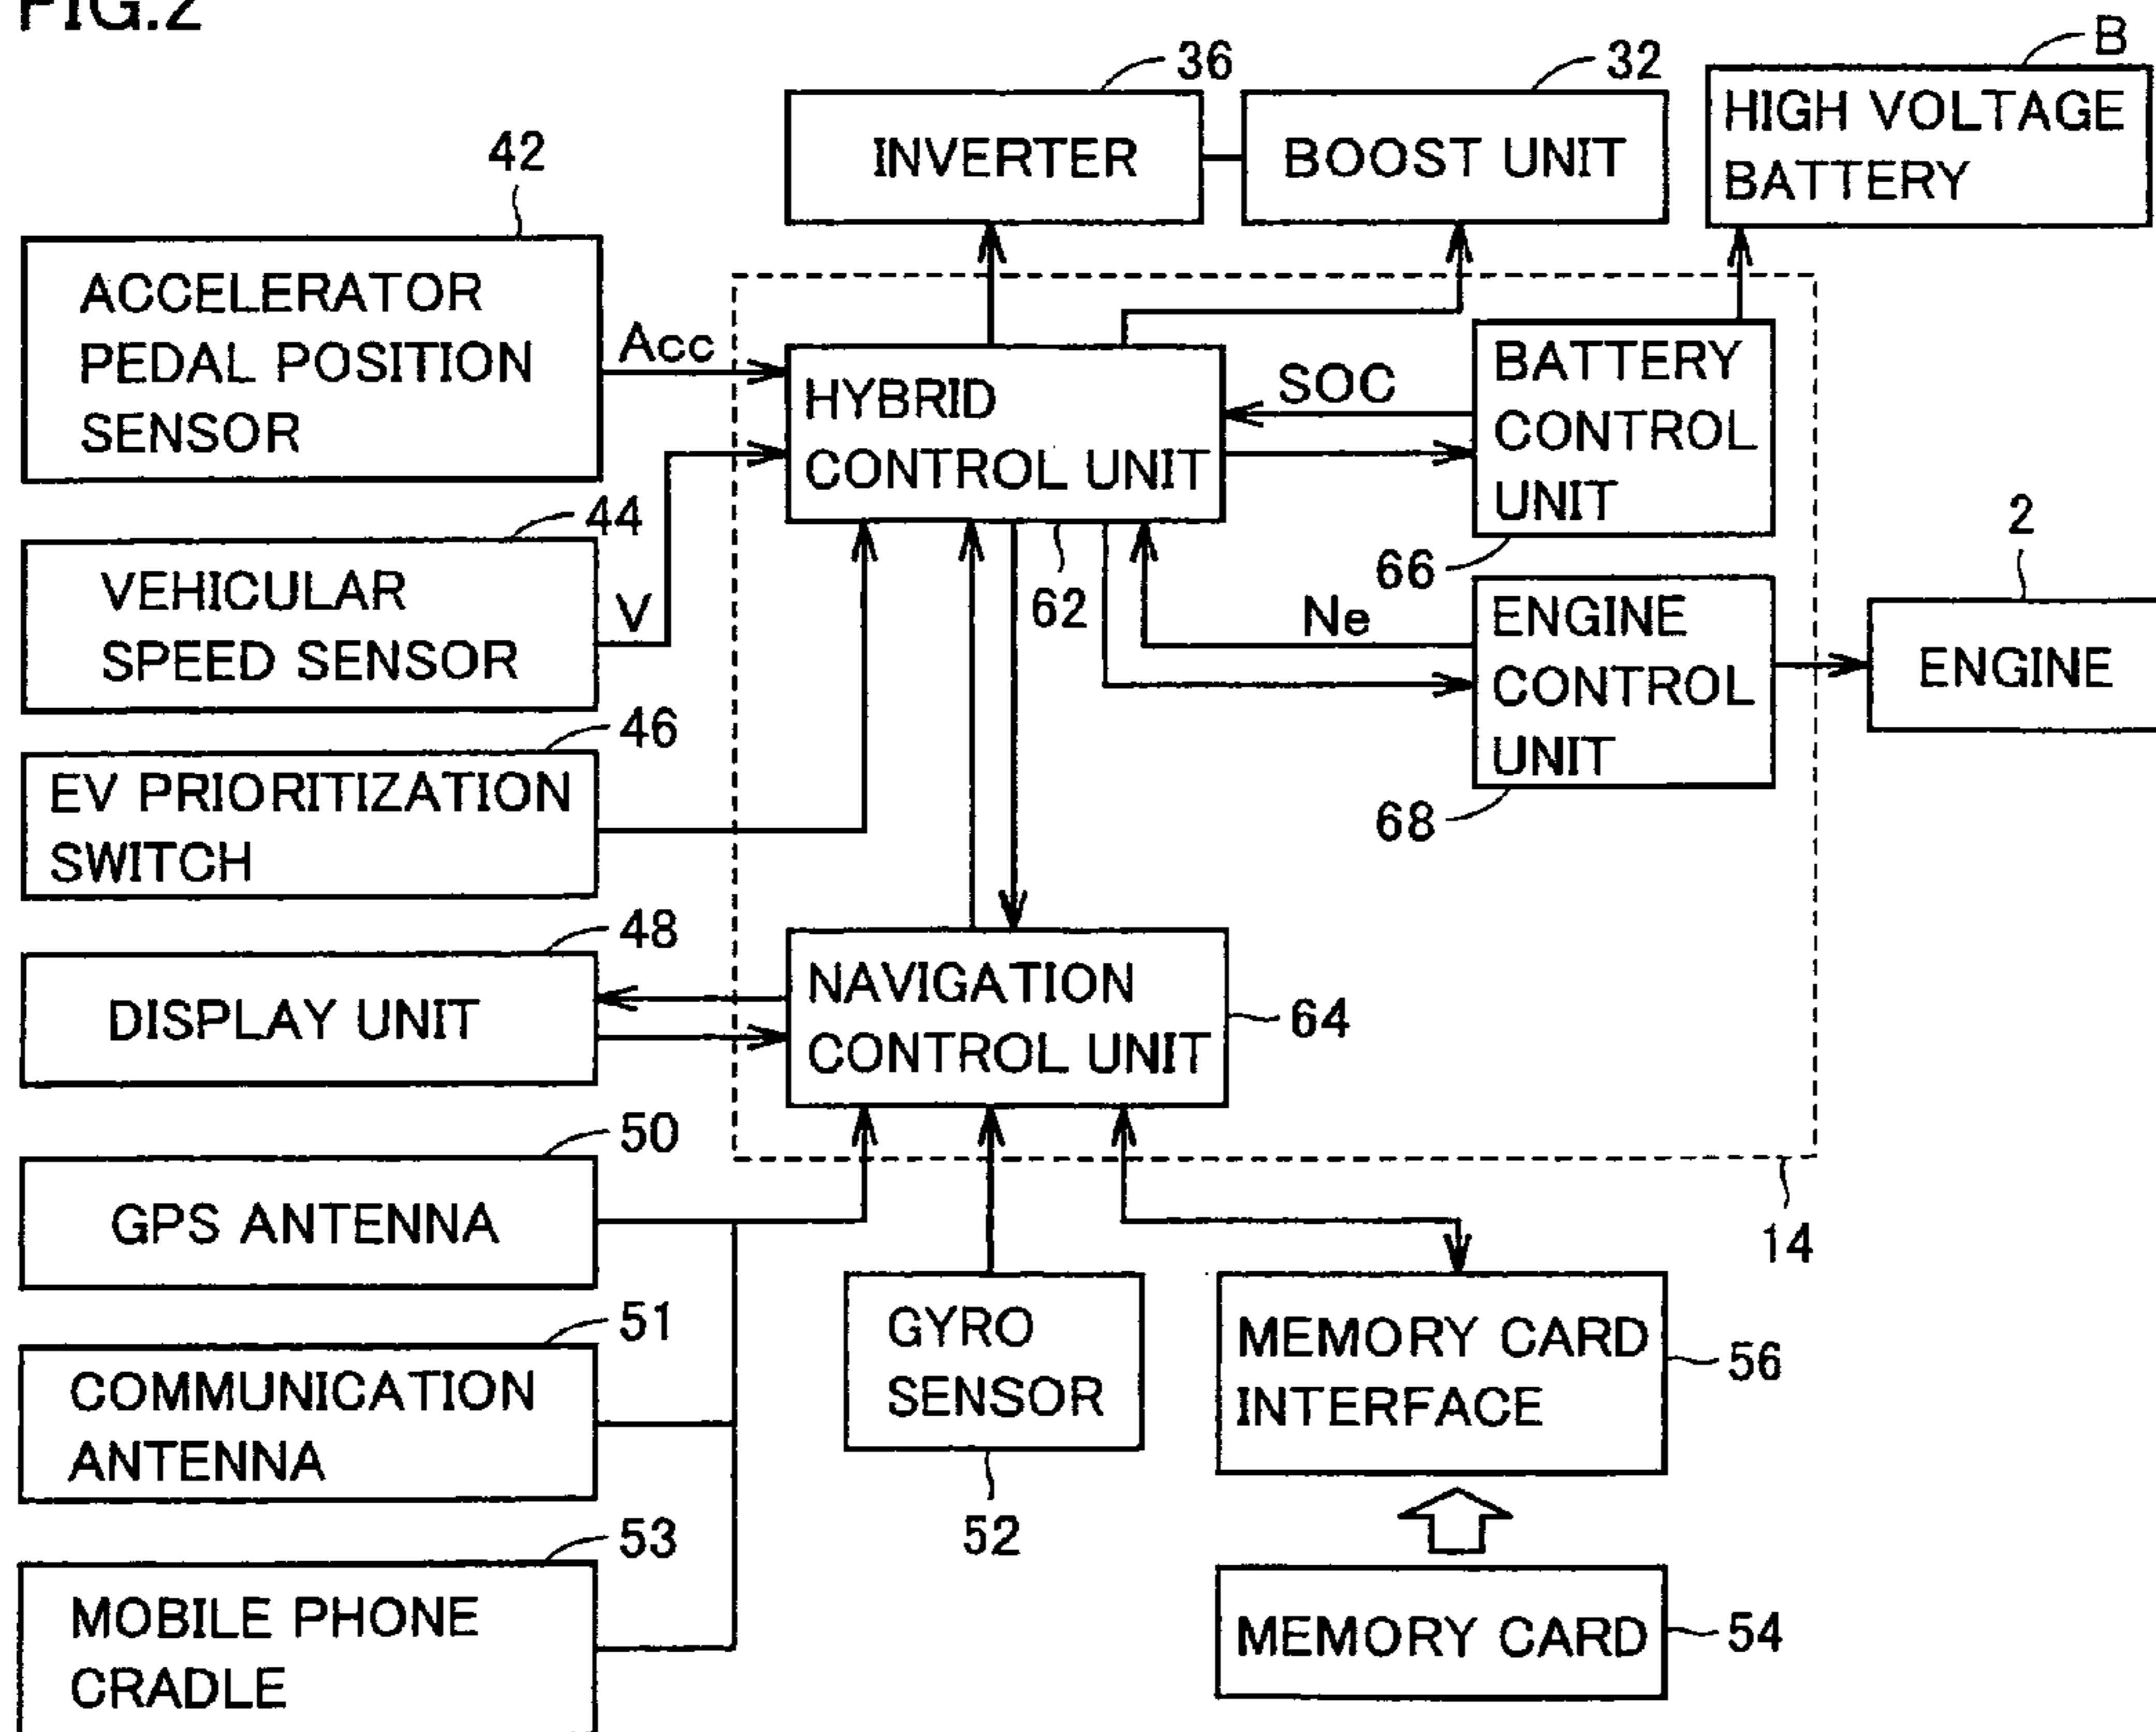 FIG.2
36
32
B
INVERTER
BOOST UNIT
HIGH VOLTAGE
BATTERY
42
ACCELERATOR
PEDAL POSITION
SENSOR
Acc
HYBRID
CONTROL UNIT
62
SOC
BATTERY
CONTROL
UNIT
66
44
VEHICULAR
SPEED SENSOR
V
Ne
ENGINE
CONTROL
UNIT
68
2
ENGINE
46
EV PRIORITIZATION
SWITCH
48
DISPLAY UNIT
NAVIGATION
CONTROL UNIT
64
50
GPS ANTENNA
14
51
COMMUNICATION
ANTENNA
GYRO
SENSOR
52
MEMORY CARD
INTERFACE
56
53
MOBILE PHONE
CRADLE
MEMORY CARD
54